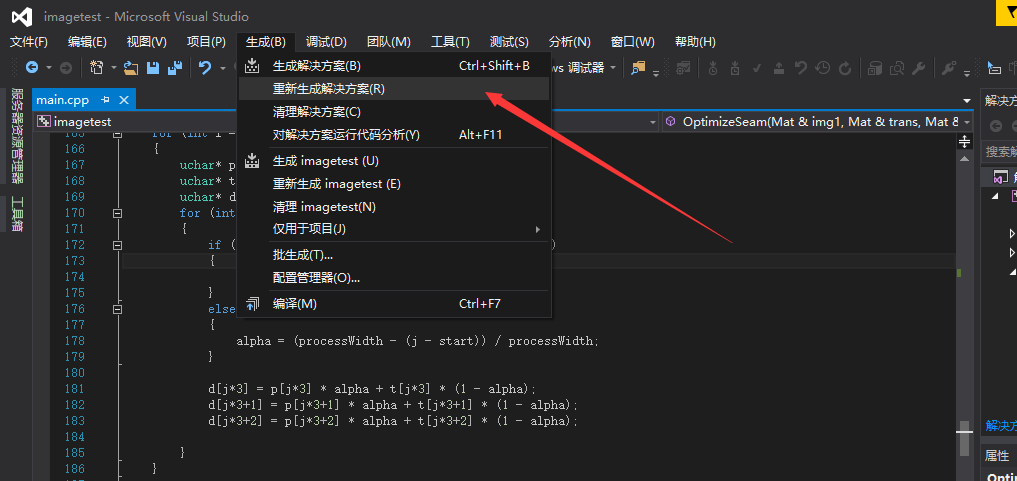 imagetest - Microsoft Visual Studio
文件(F) 编辑(E) 视图(V) 项目(P) 生成(B) 调试(D) 团队(M) 工具(T) 测试(S) 分析(N) 窗口(W) 帮助(H)
ws 调试器
生成解决方案(B) Ctrl+Shift+B
重新生成解决方案(R)
清理解决方案(C)
对解决方案运行代码分析(Y) Alt+F11
生成 imagetest (U)
重新生成 imagetest (E)
清理 imagetest(N)
仅用于项目(J)
批生成(T)...
配置管理器(O)...
编译(M) Ctrl+F7
服务器资源管理器
工具箱
main.cpp
imagetest
OptimizeSeam(Mat & img1, Mat & trans, Mat &
165 for (int i =
166 {
167 uchar* p
168 uchar* t
169 uchar* d
170 for (int
171 {
172 if ( )
173 {
174
175 }
176 else
177 {
178 alpha = (processWidth - (j - start)) / processWidth;
179 }
180
181 d[j*3] = p[j*3] * alpha + t[j*3] * (1 - alpha);
182 d[j*3+1] = p[j*3+1] * alpha + t[j*3+1] * (1 - alpha);
183 d[j*3+2] = p[j*3+2] * alpha + t[j*3+2] * (1 - alpha);
184
185 }
186 }
解决方
搜索解
解决方
属性
Opti